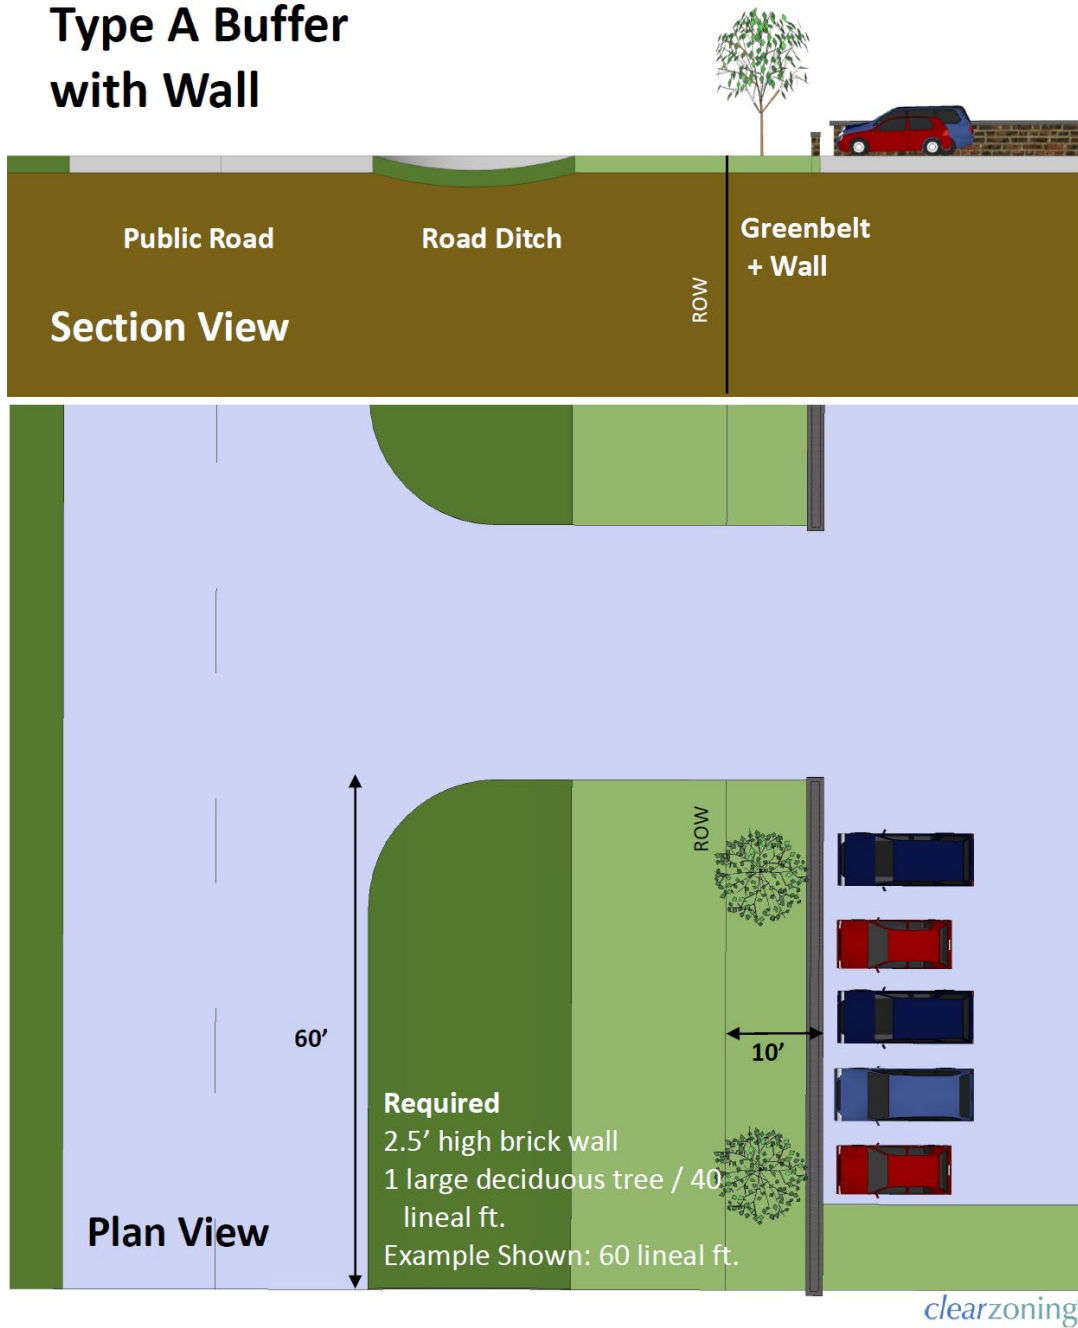 Type A Buffer
with Wall
Public Road
Road Ditch
Greenbelt
+ Wall
ROW
Section View
ROW
60’
10’
Required
2.5’ high brick wall
1 large deciduous tree / 40
lineal ft.
Example Shown: 60 lineal ft.
Plan View
clearzoning